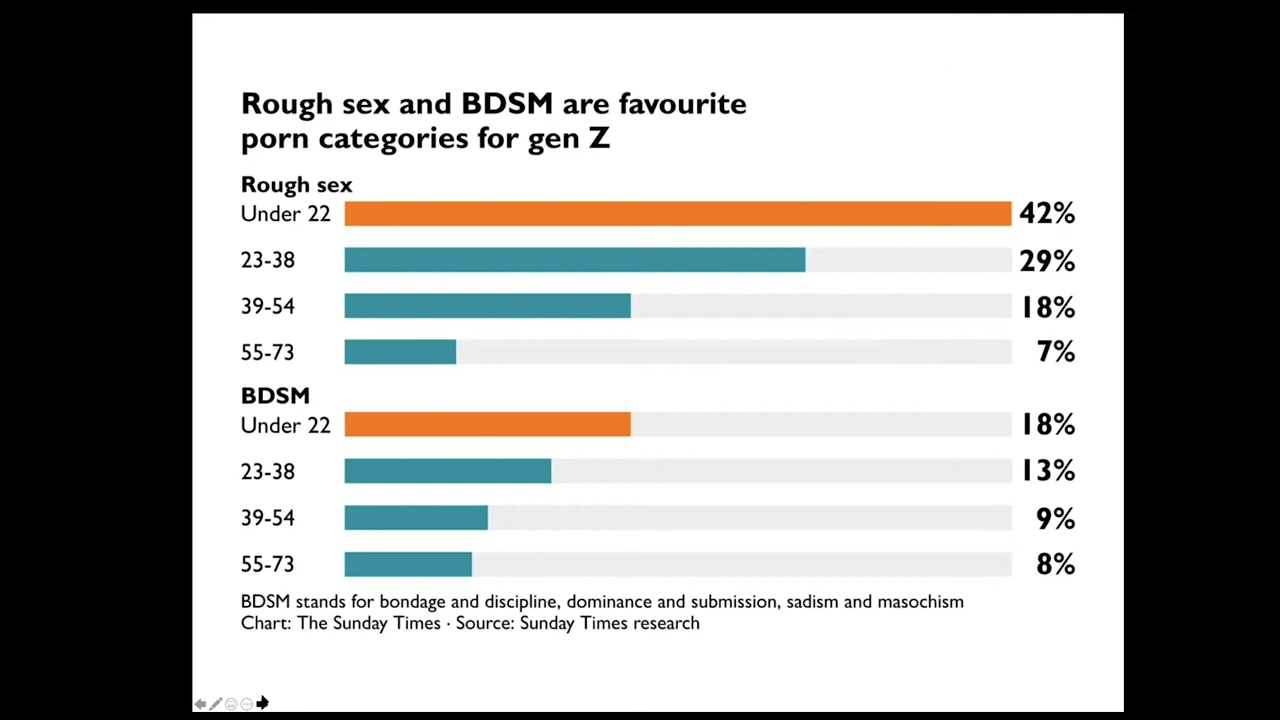 Rough sex and BDSM are favourite
porn categories for gen Z
Rough sex
Under 22 42%
23-38 29%
39-54 18%
55-73 7%
BDSM
Under 22 18%
23-38 13%
39-54 9%
55-73 8%
BDSM stands for bondage and discipline, dominance and submission, sadism and masochism
Chart: The Sunday Times · Source: Sunday Times research